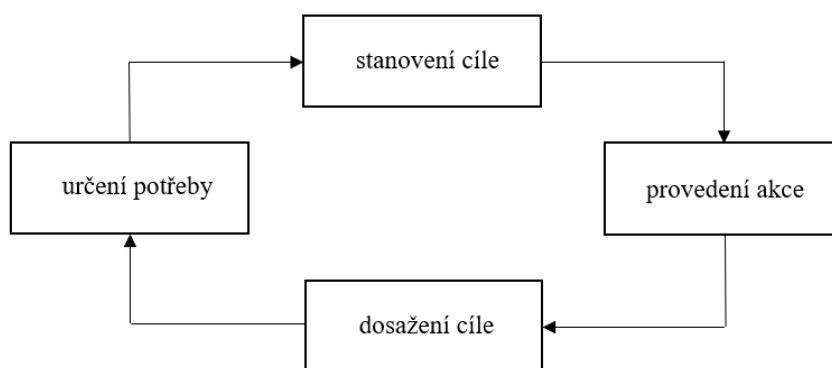 stanovení cíle
určení potřeby
provedení akce
dosažení cíle